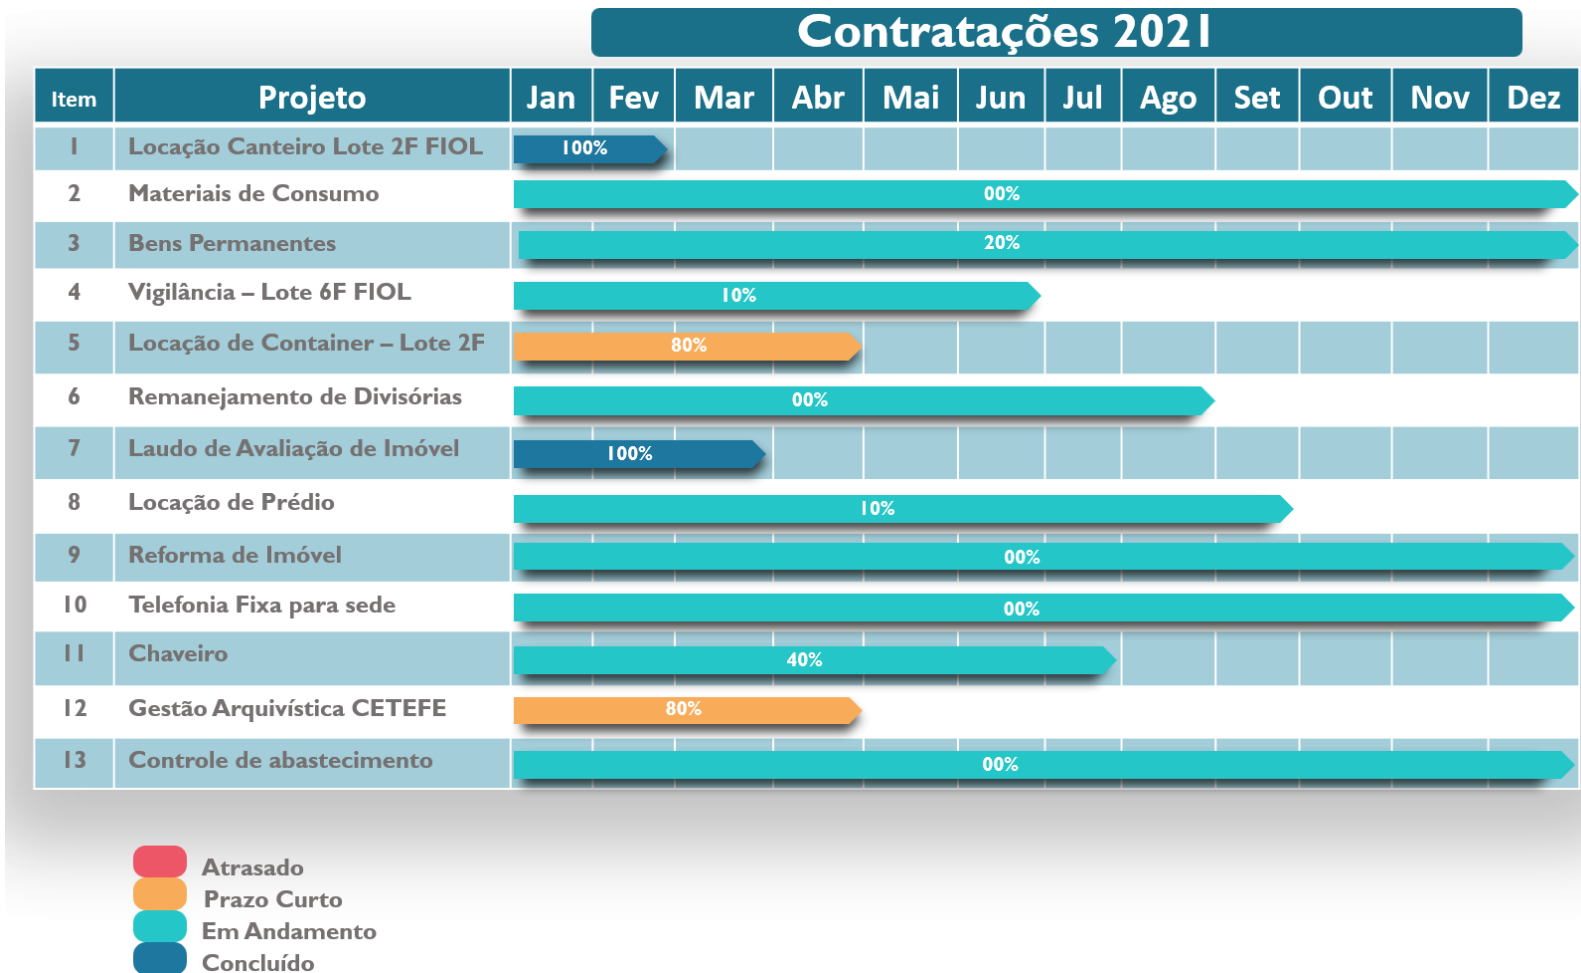 Contratações 2021
Item Projeto Jan Fev Mar Abr Mai Jun Jul Ago Set Out Nov Dez
1 Locação Canteiro Lote 2F FIOL 100%
2 Materiais de Consumo 00%
3 Bens Permanentes 20%
4 Vigilância – Lote 6F FIOL 10%
5 Locação de Container – Lote 2F 80%
6 Remanejamento de Divisórias 00%
7 Laudo de Avaliação de Imóvel 100%
8 Locação de Prédio 10%
9 Reforma de Imóvel 00%
10 Telefonia Fixa para sede 00%
11 Chaveiro 40%
12 Gestão Arquivística CETEFE 80%
13 Controle de abastecimento 00%
Atrasado
Prazo Curto
Em Andamento
Concluído